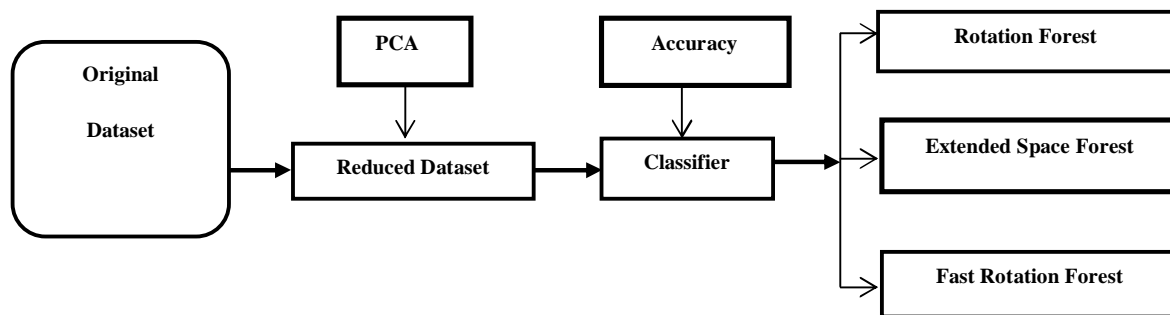 Original
Dataset
PCA
Reduced Dataset
Accuracy
Classifier
Rotation Forest
Extended Space Forest
Fast Rotation Forest